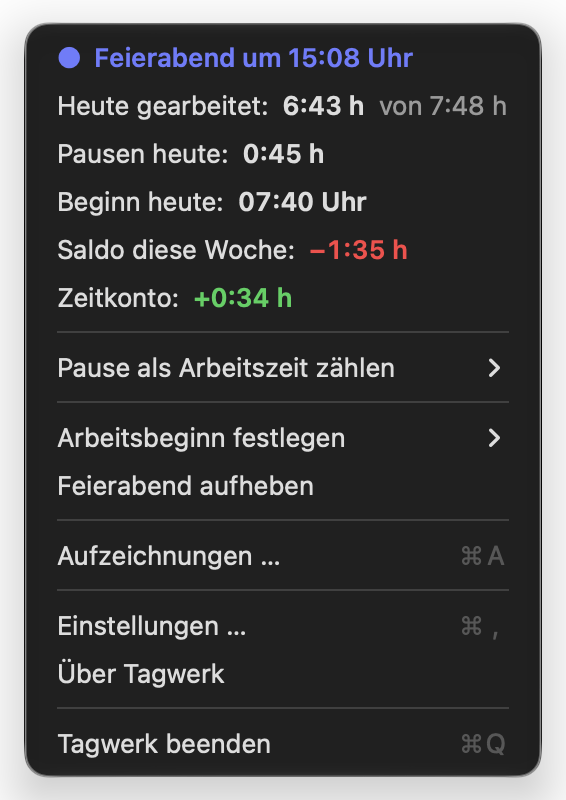 Feierabend um 15:08 Uhr
Heute gearbeitet: 6:43 h von 7:48 h
Pausen heute: 0:45 h
Beginn heute: 07:40 Uhr
Saldo diese Woche: −1:35 h
Zeitkonto: +0:34 h
Pause als Arbeitszeit zählen
Arbeitsbeginn festlegen
Feierabend aufheben
Aufzeichnungen ... ⌘A
Einstellungen ... ⌘ ,
Über Tagwerk
Tagwerk beenden ⌘Q